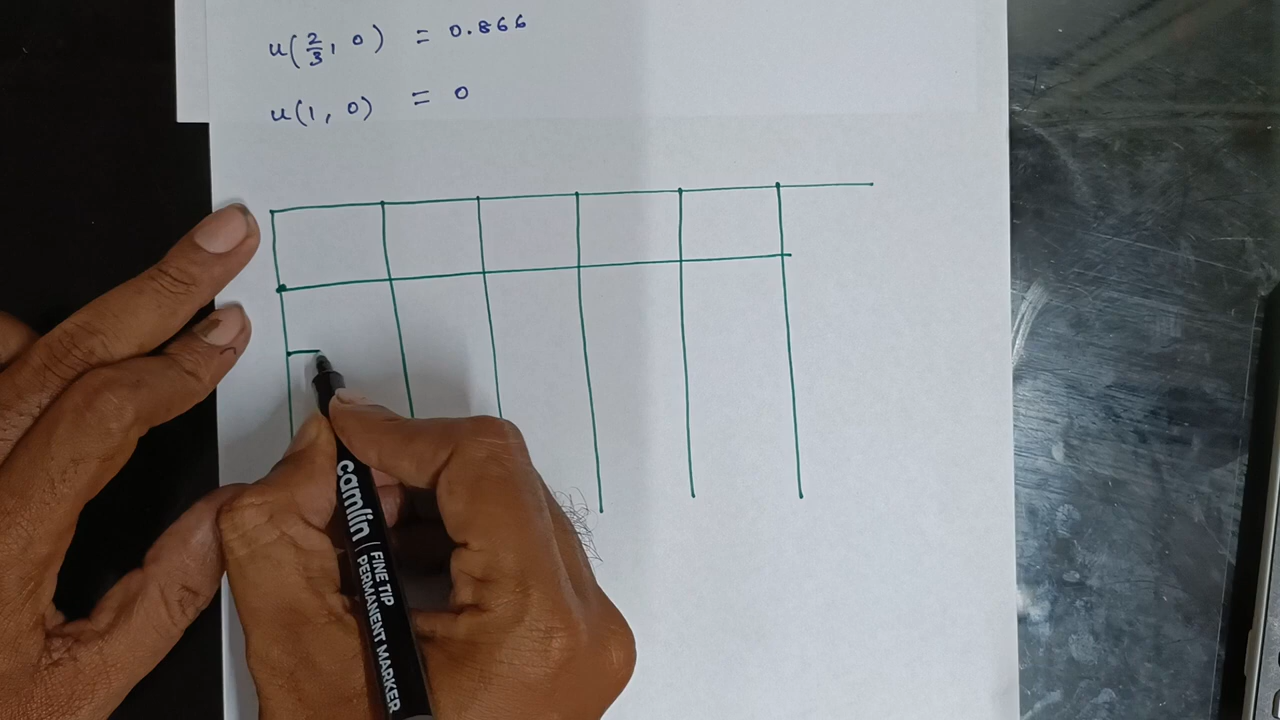 u(2/3, 0) = 0.866
u(1, 0) = 0
camlin
FINE TIP
PERMANENT MARKER